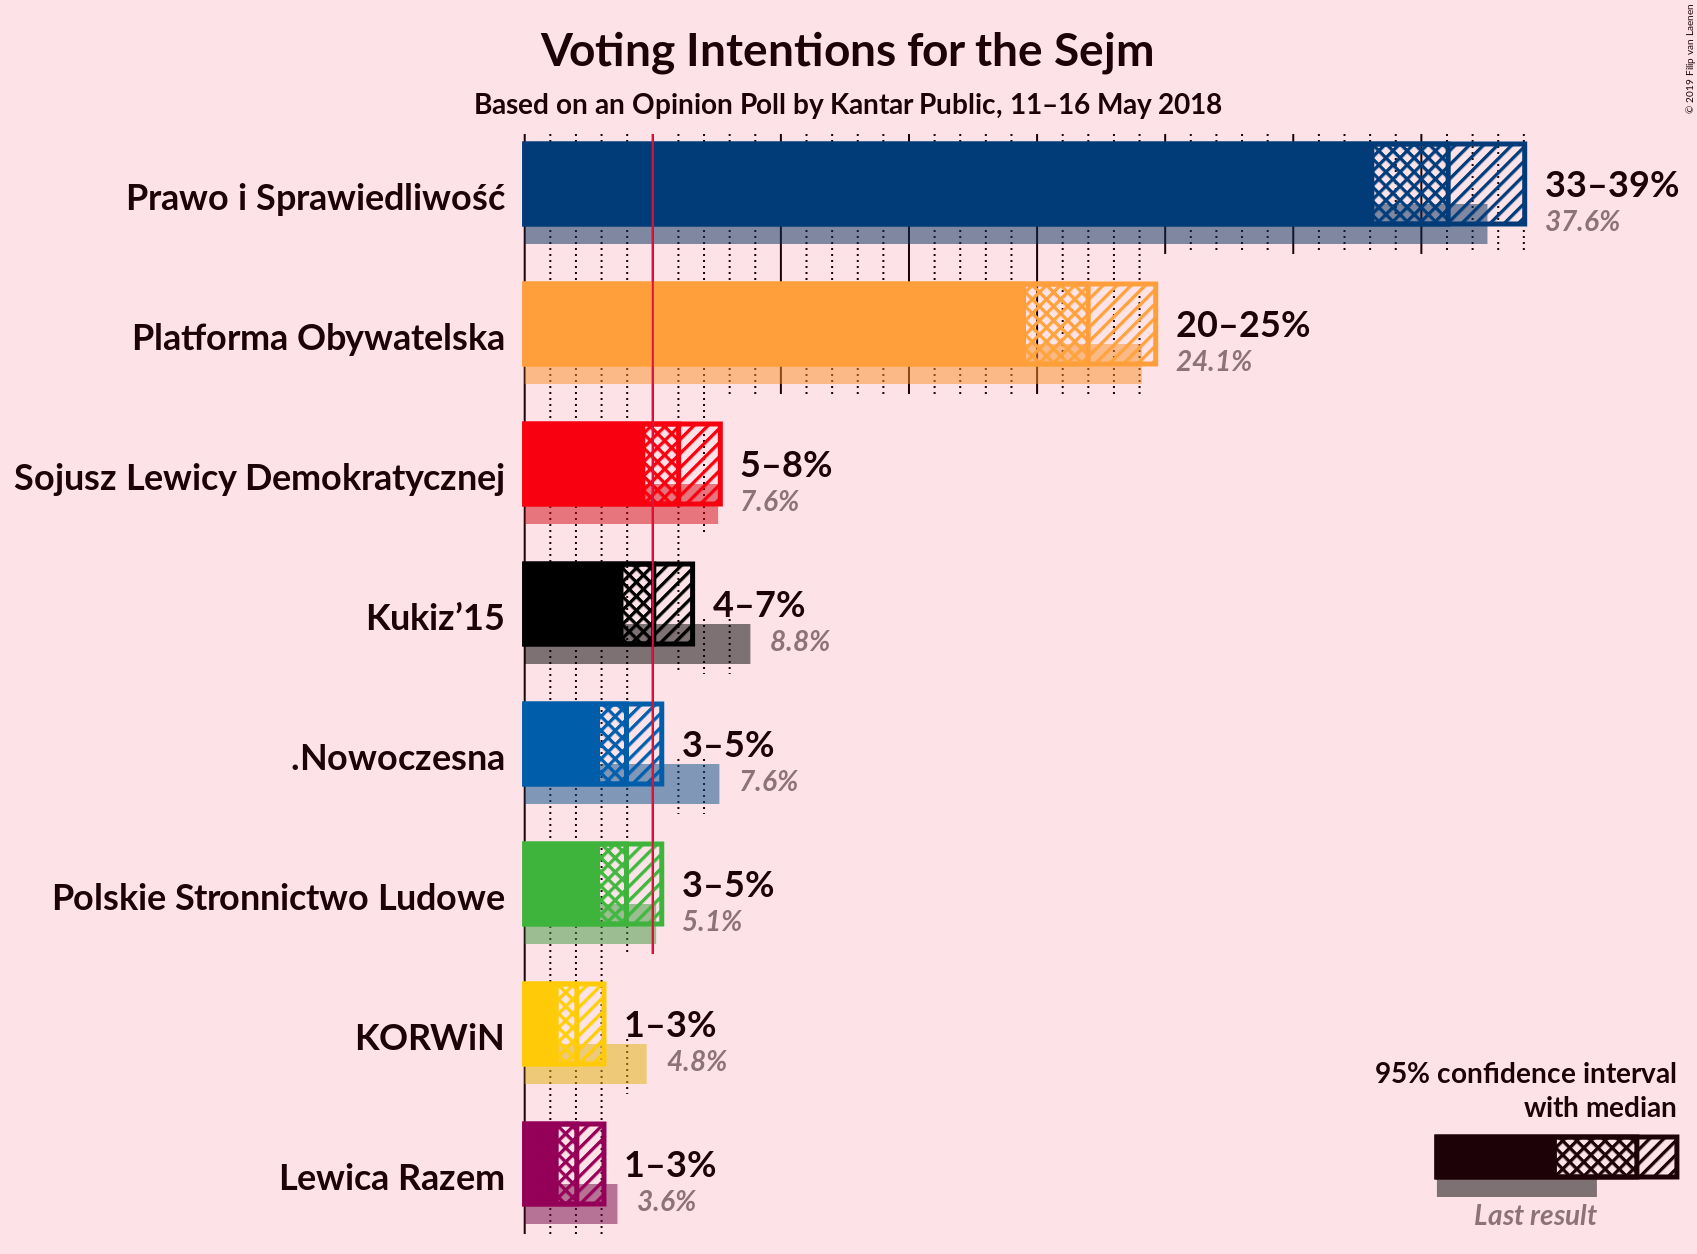 Voting Intentions for the Sejm
Based on an Opinion Poll by Kantar Public, 11–16 May 2018
© 2019 Filip van Laenen
Prawo i Sprawiedliwość
33–39%
37.6%
Platforma Obywatelska
20–25%
24.1%
Sojusz Lewicy Demokratycznej
5–8%
7.6%
Kukiz’15
4–7%
8.8%
.Nowoczesna
3–5%
7.6%
Polskie Stronnictwo Ludowe
3–5%
5.1%
KORWiN
1–3%
4.8%
Lewica Razem
1–3%
3.6%
95% confidence interval
with median
Last result